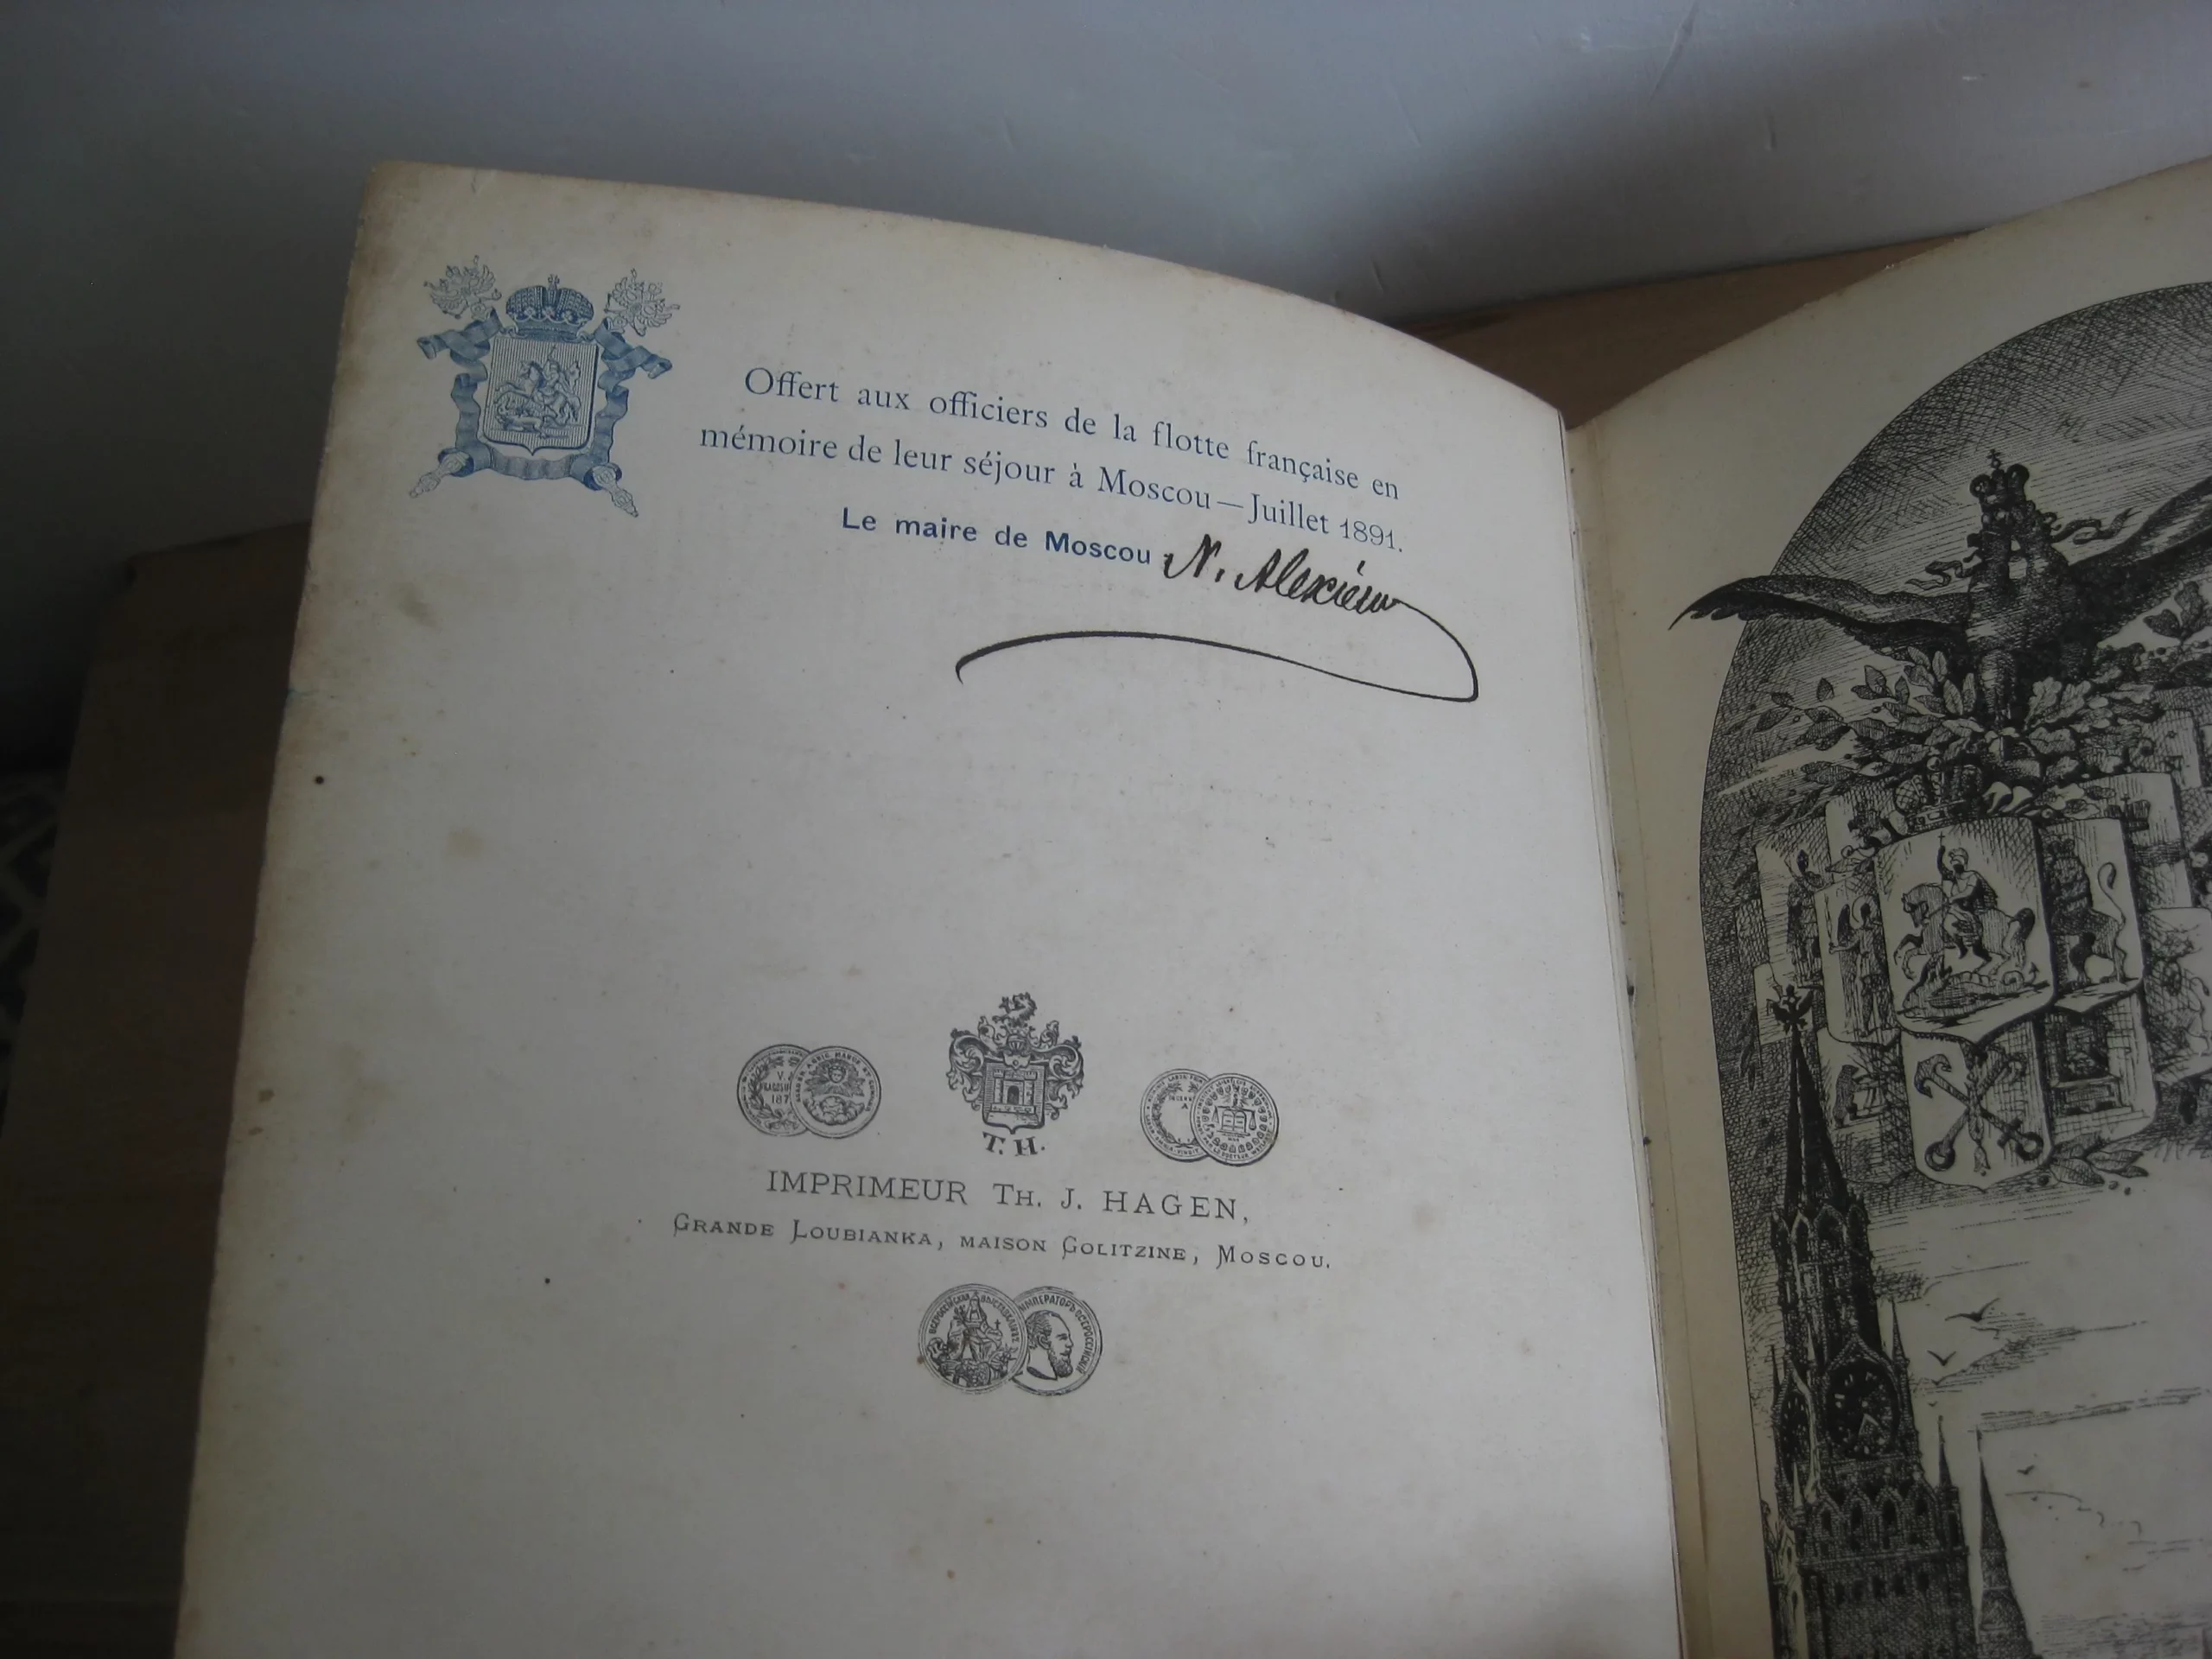 Offert aux officiers de la flotte française en
mémoire de leur séjour à Moscou — Juillet 1891.
Le maire de Moscou N. Alexéieff
T. H.
IMPRIMEUR TH. J. HAGEN,
GRANDE LOUBIANKA, MAISON GOLITZINE, MOSCOU.